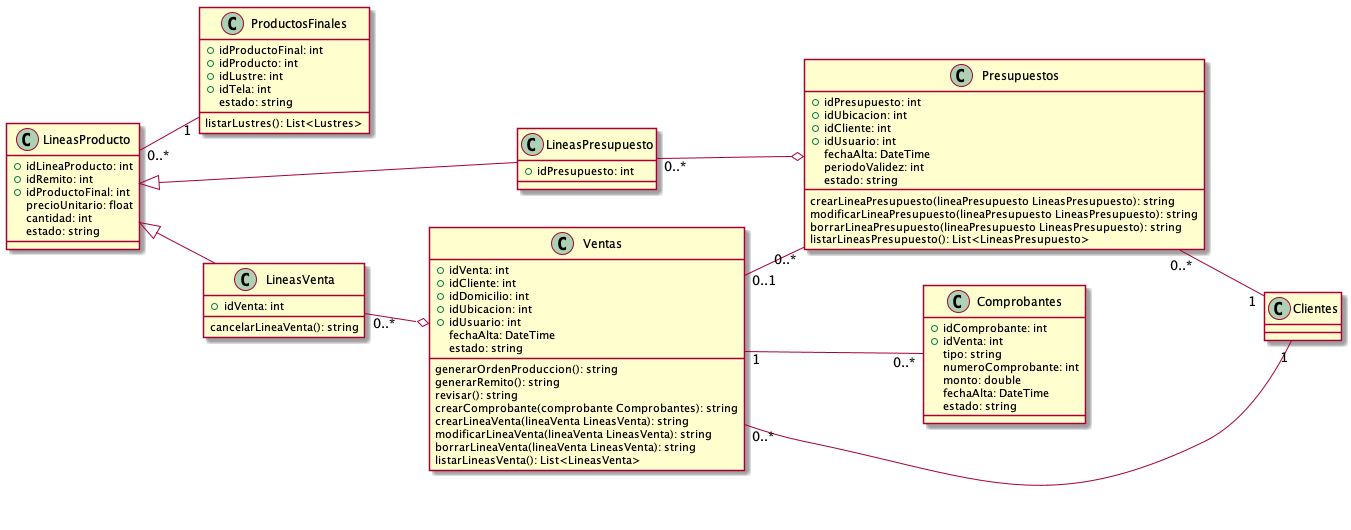 C ProductosFinales
idProductoFinal: int
idProducto: int
idLustre: int
idTela: int
estado: string
listarLustres(): List<Lustres>
1
0..*
C LineasProducto
idLineaProducto: int
idRemito: int
idProductoFinal: int
precioUnitario: float
cantidad: int
estado: string
C LineasPresupuesto
idPresupuesto: int
0..*
C Presupuestos
idPresupuesto: int
idUbicacion: int
idCliente: int
idUsuario: int
fechaAlta: DateTime
periodoValidez: int
estado: string
crearLineaPresupuesto(lineaPresupuesto LineasPresupuesto): string
modificarLineaPresupuesto(lineaPresupuesto LineasPresupuesto): string
borrarLineaPresupuesto(lineaPresupuesto LineasPresupuesto): string
listarLineasPresupuesto(): List<LineasPresupuesto>
0..*
0..1
0..*
1
C LineasVenta
idVenta: int
cancelarLineaVenta(): string
0..*
C Ventas
idVenta: int
idCliente: int
idDomicilio: int
idUbicacion: int
idUsuario: int
fechaAlta: DateTime
estado: string
generarOrdenProduccion(): string
generarRemito(): string
revisar(): string
crearComprobante(comprobante Comprobantes): string
crearLineaVenta(lineaVenta LineasVenta): string
modificarLineaVenta(lineaVenta LineasVenta): string
borrarLineaVenta(lineaVenta LineasVenta): string
listarLineasVenta(): List<LineasVenta>
1
0..*
0..*
C Comprobantes
idComprobante: int
idVenta: int
tipo: string
numeroComprobante: int
monto: double
fechaAlta: DateTime
estado: string
C Clientes
1